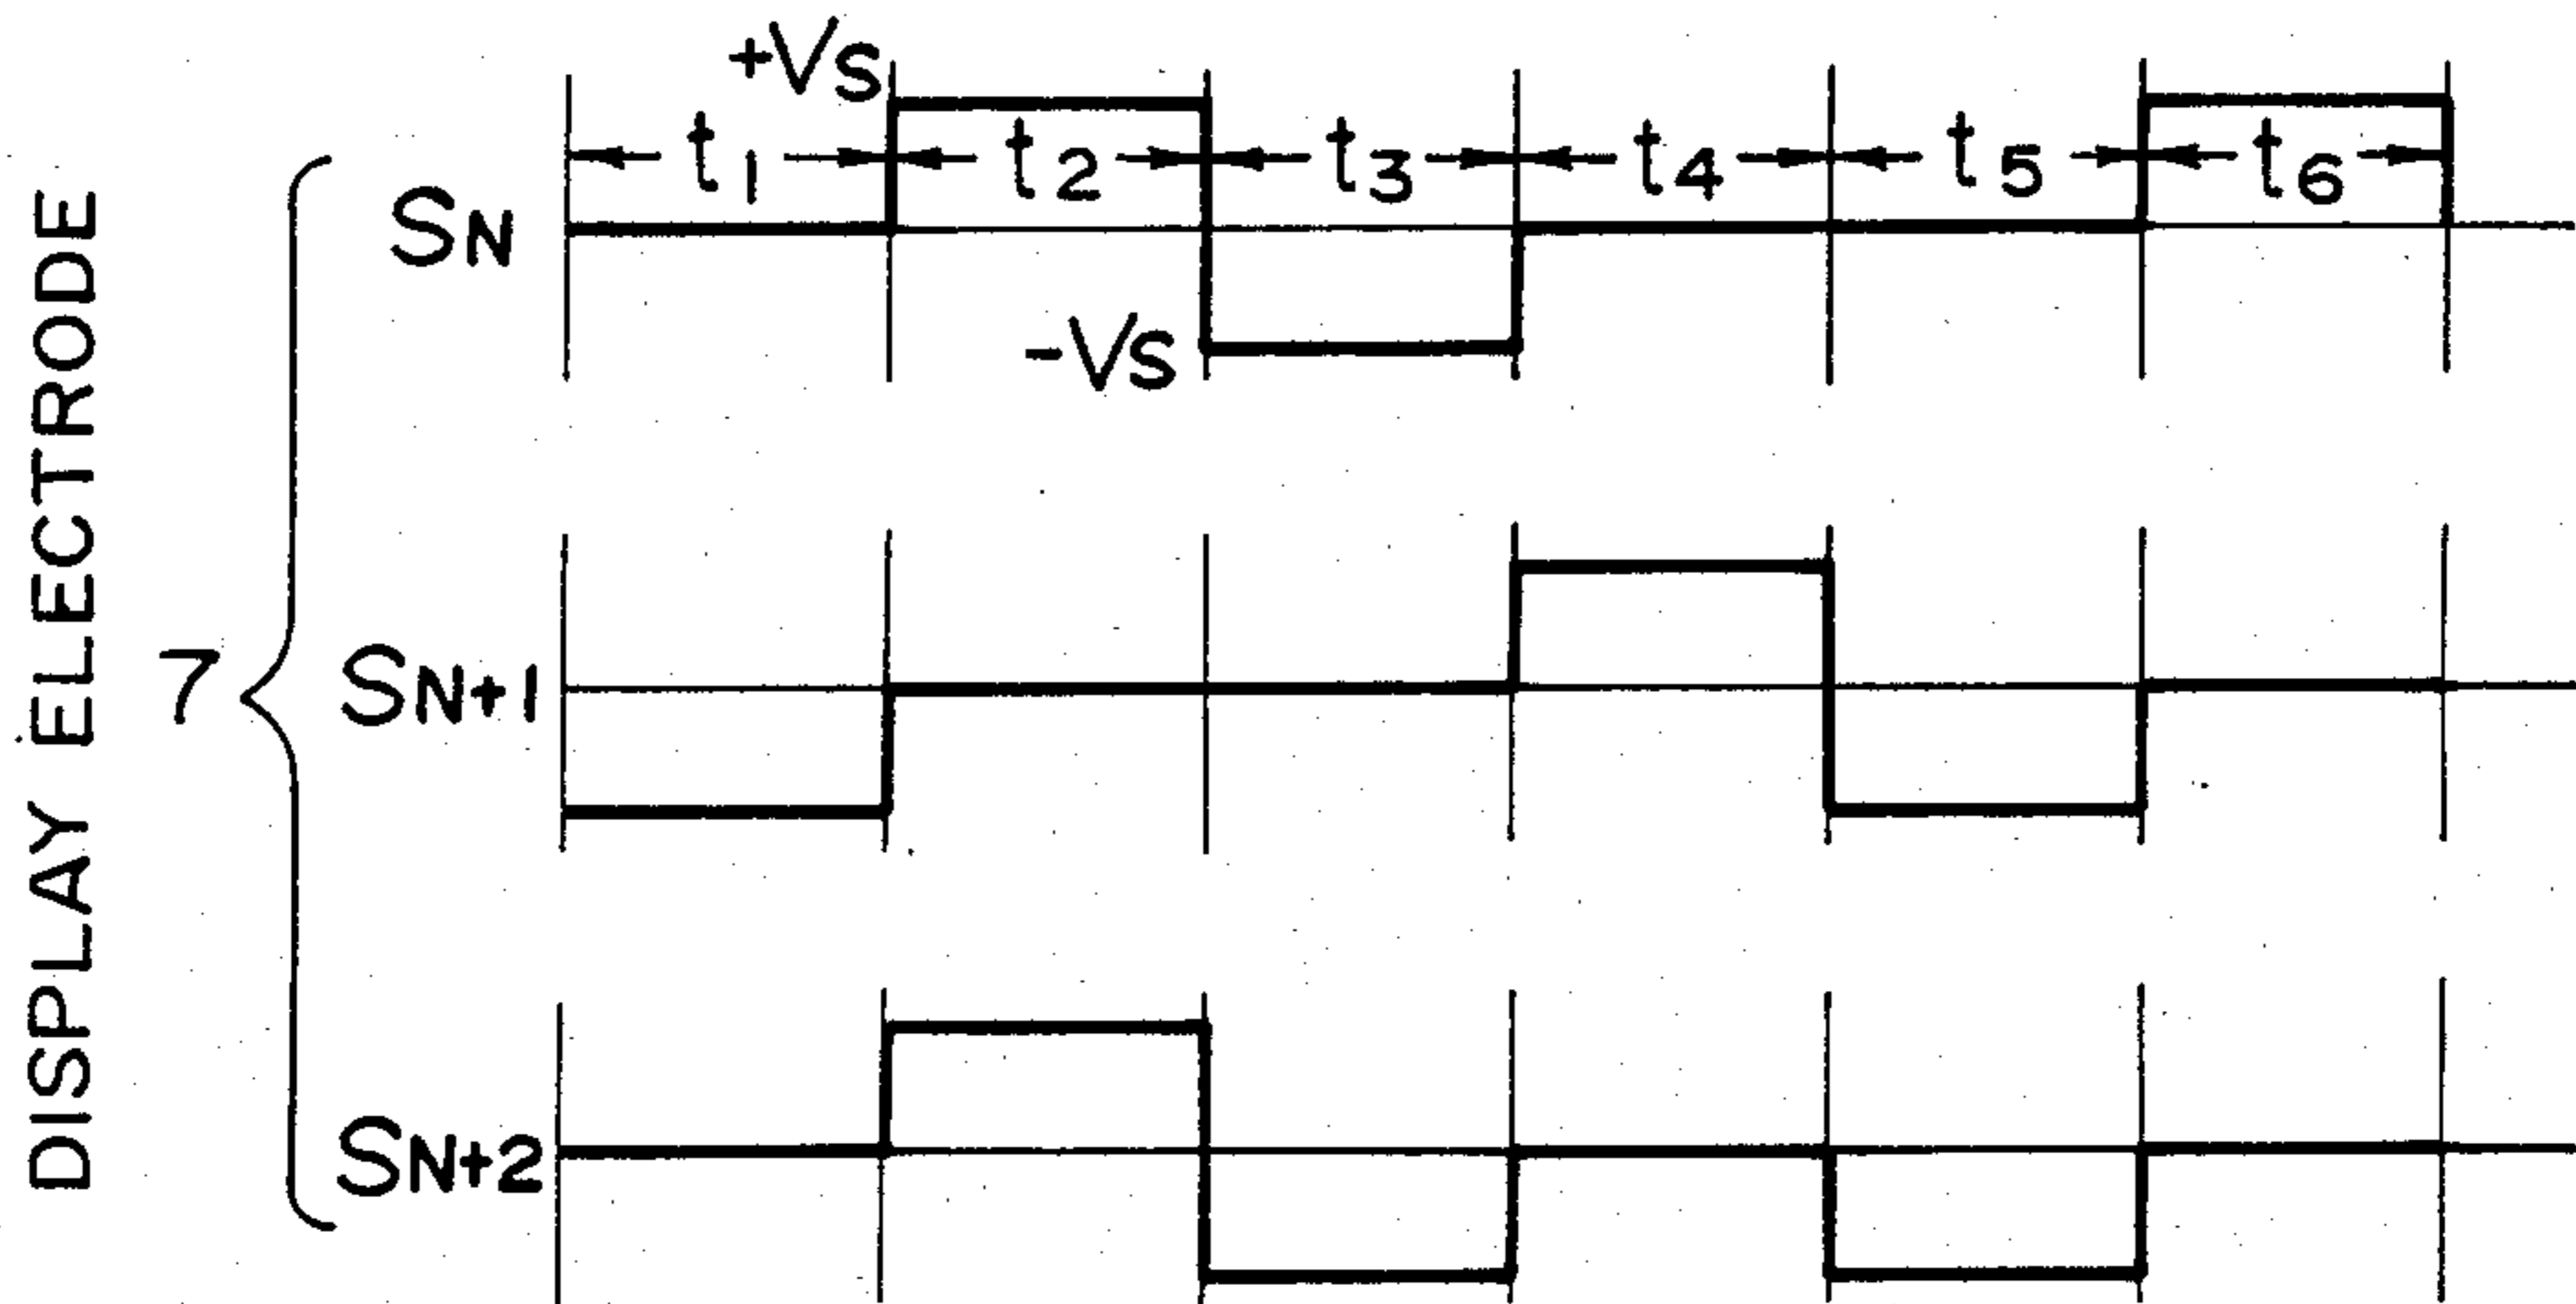 DISPLAY ELECTRODE
7
SN
+VS
-VS
t1 t2 t3 t4 t5 t6
SN+1
SN+2